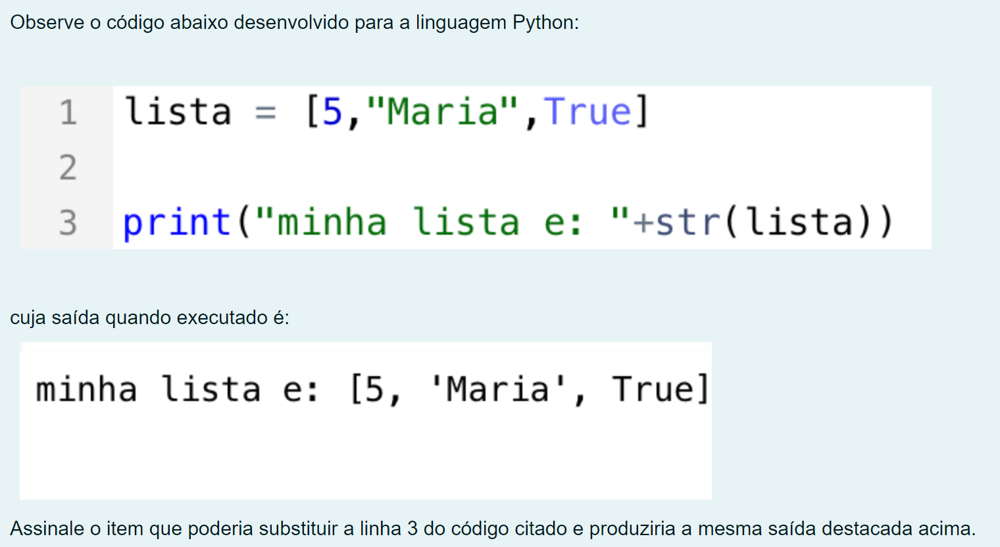 Observe o código abaixo desenvolvido para a linguagem Python:
1 lista = [5,"Maria",True]
2
3 print("minha lista e: "+str(lista))
cuja saída quando executado é:
minha lista e: [5, 'Maria', True]
Assinale o item que poderia substituir a linha 3 do código citado e produziria a mesma saída destacada acima.